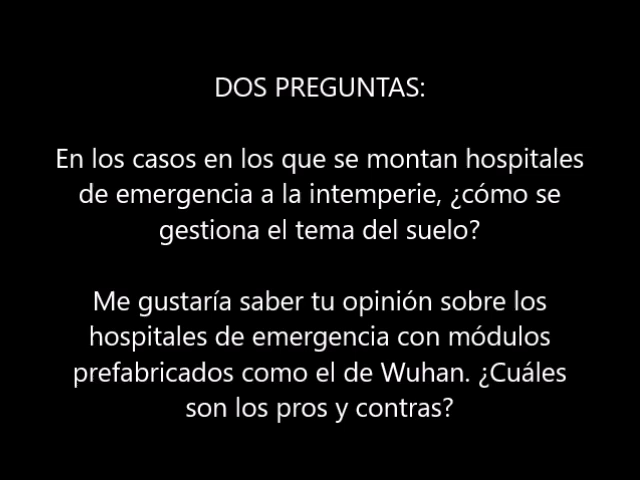 DOS PREGUNTAS:
En los casos en los que se montan hospitales
de emergencia a la intemperie, ¿cómo se
gestiona el tema del suelo?
Me gustaría saber tu opinión sobre los
hospitales de emergencia con módulos
prefabricados como el de Wuhan. ¿Cuáles
son los pros y contras?